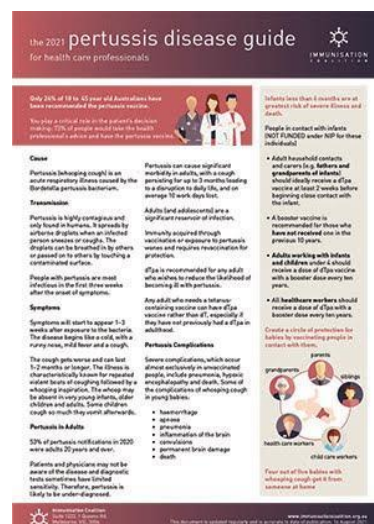 the 2021 pertussis disease guide
for health care professionals
IMMUNISATION
COALITION
Only 24% of 18 to 45 year old Australians have
been recommended the pertussis vaccine.
You play a critical role in the patient's decision
making: 73% of people would take the health
professional's advice and have the pertussis vaccine.
Cause
Pertussis (whooping cough) is an
acute respiratory illness caused by the
Bordetella pertussis bacterium.
Transmission
Pertussis is highly contagious and
only found in humans. It spreads by
airborne droplets when an infected
person sneezes or coughs. The
droplets can be breathed in by others
or passed on to others by touching a
contaminated surface.
People with pertussis are most
infectious in the first three weeks
after the onset of symptoms.
Symptoms
Symptoms will start to appear 1-3
weeks after exposure to the bacteria.
The disease begins like a cold, with a
runny nose, mild fever and a cough.
The cough gets worse and can last
1-2 months or longer. The illness is
characteristically known for repeated
violent bouts of coughing followed by a
whooping inspiration. The whoop may
be absent in very young infants, older
children and adults. Some children
cough so much they vomit afterwards.
Pertussis in Adults
53% of pertussis notifications in 2020
were adults 20 years and over.
Patients and physicians may not be
aware of the disease and diagnostic
tests sometimes have limited
sensitivity. Therefore, pertussis is
likely to be under-diagnosed.
Pertussis can cause significant
morbidity in adults, with a cough
persisting for up to 3 months leading
to a disruption to daily life, and on
average 10 work days lost.
Adults (and adolescents) are a
significant reservoir of infection.
Immunity acquired through
vaccination or exposure to pertussis
wanes and requires revaccination for
protection.
dTpa is recommended for any adult
who wishes to reduce the likelihood of
becoming ill with pertussis.
Any adult who needs a tetanus-
containing vaccine can have dTpa
vaccine rather than dT, especially if
they have not previously had a dTpa in
adulthood.
Pertussis Complications
Severe complications, which occur
almost exclusively in unvaccinated
people, include pneumonia, hypoxic
encephalopathy and death. Some of
the complications of whooping cough
in young babies:
• haemorrhage
• apnoea
• pneumonia
• inflammation of the brain
• convulsions
• permanent brain damage
• death
Infants less than 6 months are at
greatest risk of severe illness and
death.
People in contact with infants
(NOT FUNDED under NIP for these
individuals)
• Adult household contacts
and carers (e.g. fathers and
grandparents of infants)
should ideally receive a dTpa
vaccine at least 2 weeks before
beginning close contact with
the infant.
• A booster vaccine is
recommended for those who
have not received one in the
previous 10 years.
• Adults working with infants
and children under 4 should
receive a dose of dTpa vaccine
with a booster dose every ten
years.
• All healthcare workers should
receive a dose of dTpa with a
booster dose every ten years.
Create a circle of protection for
babies by vaccinating people in
contact with them.
parents
grandparents
siblings
health care workers
child care workers
Four out of five babies with
whooping cough get it from
someone at home
Immunisation Coalition
www.immunisationcoalition.org.au